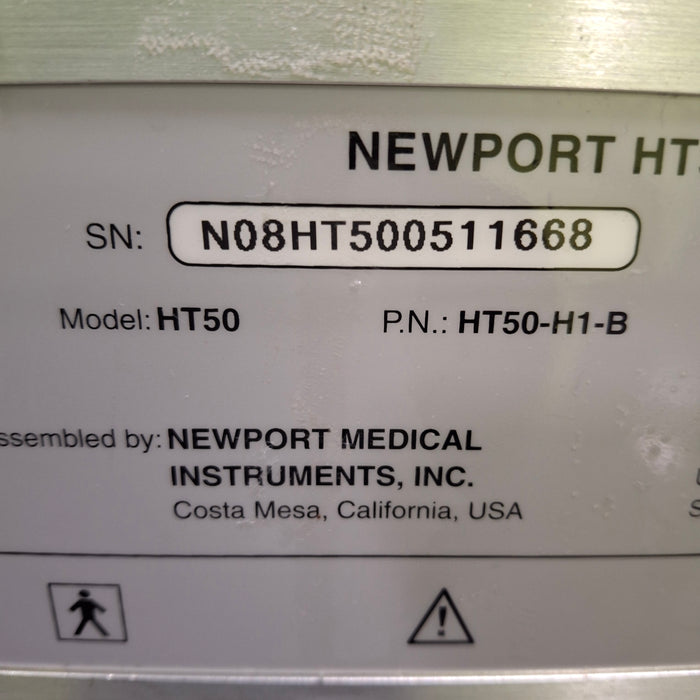 NEWPORT HT
SN: N08HT500511668
Model: HT50 P.N.: HT50-H1-B
ssembled by: NEWPORT MEDICAL
INSTRUMENTS, INC.
Costa Mesa, California, USA